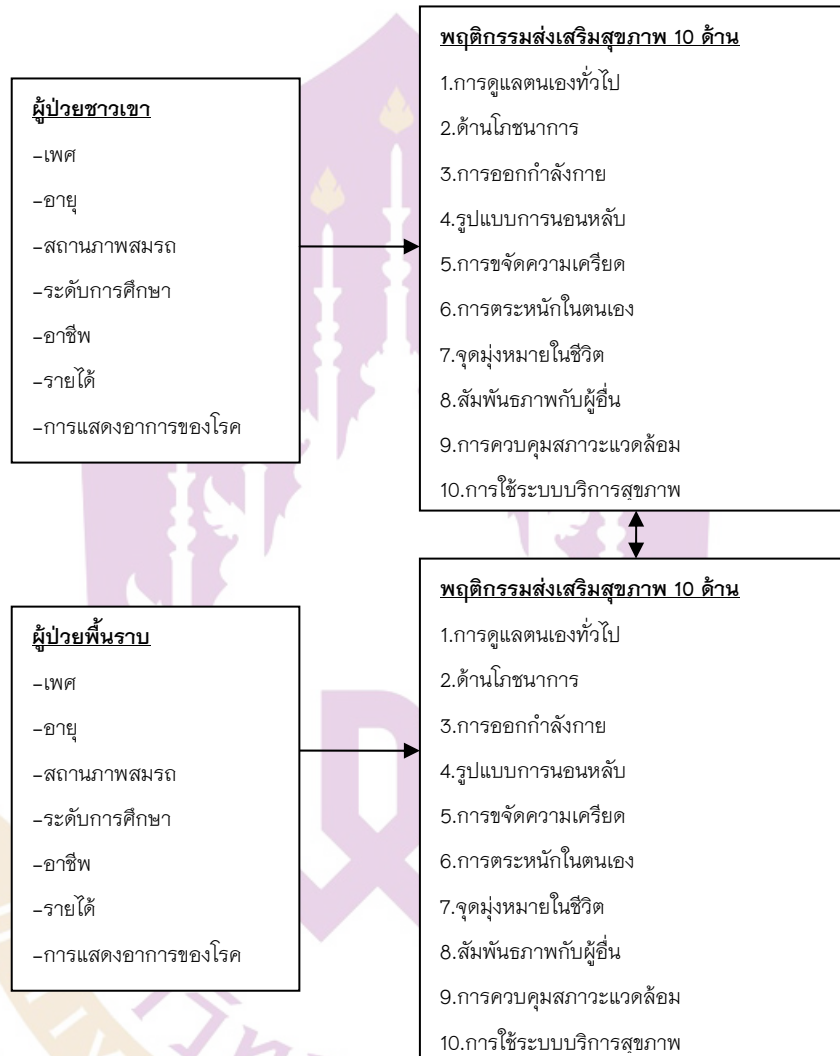 ผู้ป่วยชาวเขา
-เพศ
-อายุ
-สถานภาพสมรถ
-ระดับการศึกษา
-อาชีพ
-รายได้
-การแสดงอาการของโรค
พฤติกรรมส่งเสริมสุขภาพ 10 ด้าน
1.การดูแลตนเองทั่วไป
2.ด้านโภชนาการ
3.การออกกำลังกาย
4.รูปแบบการนอนหลับ
5.การขจัดความเครียด
6.การตระหนักในตนเอง
7.จุดมุ่งหมายในชีวิต
8.สัมพันธภาพกับผู้อื่น
9.การควบคุมสภาวะแวดล้อม
10.การใช้ระบบบริการสุขภาพ
ผู้ป่วยพื้นราบ
-เพศ
-อายุ
-สถานภาพสมรถ
-ระดับการศึกษา
-อาชีพ
-รายได้
-การแสดงอาการของโรค
พฤติกรรมส่งเสริมสุขภาพ 10 ด้าน
1.การดูแลตนเองทั่วไป
2.ด้านโภชนาการ
3.การออกกำลังกาย
4.รูปแบบการนอนหลับ
5.การขจัดความเครียด
6.การตระหนักในตนเอง
7.จุดมุ่งหมายในชีวิต
8.สัมพันธภาพกับผู้อื่น
9.การควบคุมสภาวะแวดล้อม
10.การใช้ระบบบริการสุขภาพ